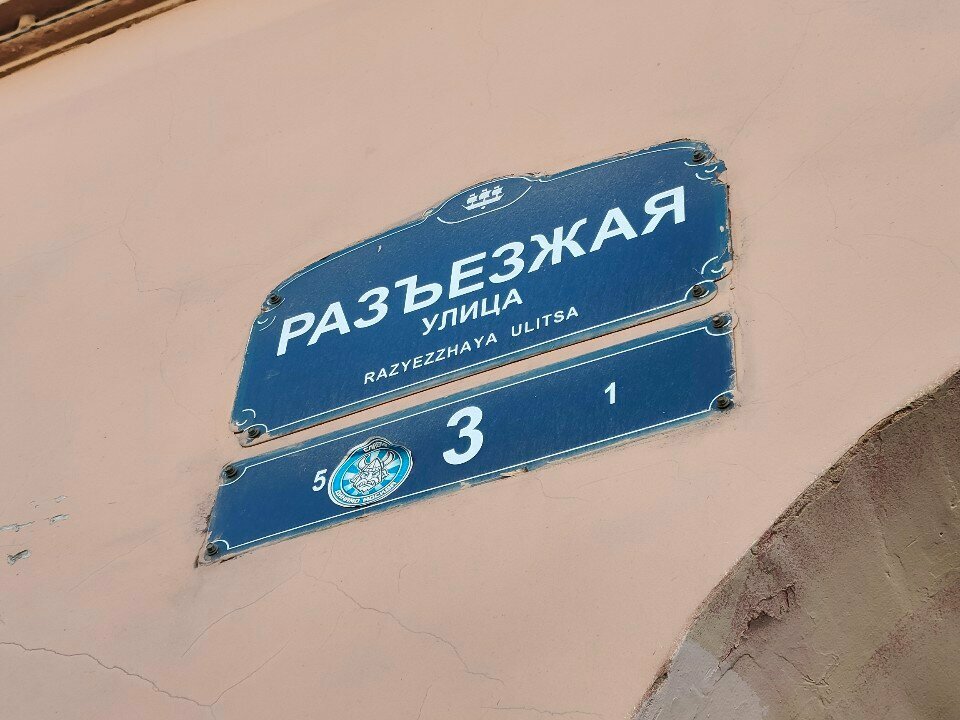 РАЗЪЕЗЖАЯ
УЛИЦА
RAZYEZZHAYA ULITSA
5 3 1